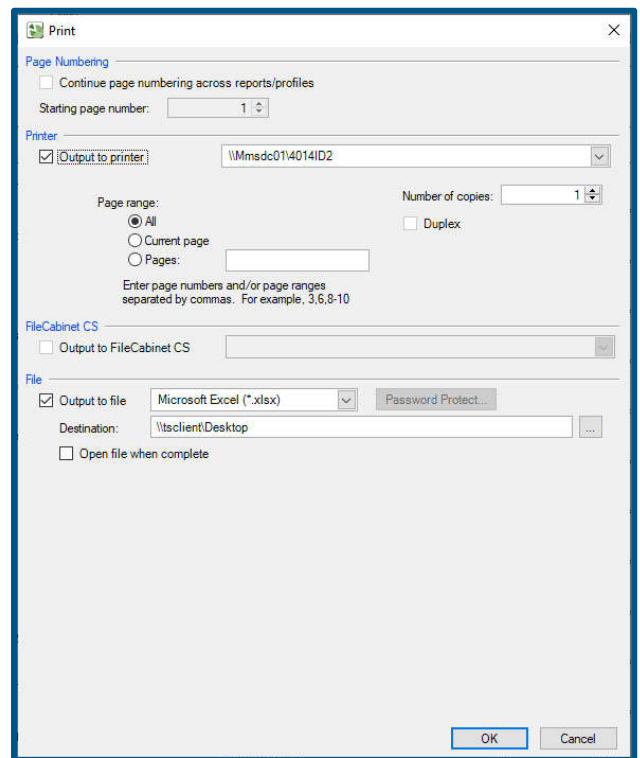 Print
Page Numbering
Continue page numbering across reports/profiles
Starting page number: 1
Printer
Output to printer \\Mmsdc01\4014ID2
Page range: Number of copies: 1
All Duplex
Current page
Pages:
Enter page numbers and/or page ranges
separated by commas. For example, 3,6,8-10
FileCabinet CS
Output to FileCabinet CS
File
Output to file Microsoft Excel (*.xlsx) Password Protect...
Destination: \\tsclient\Desktop ...
Open file when complete
OK Cancel